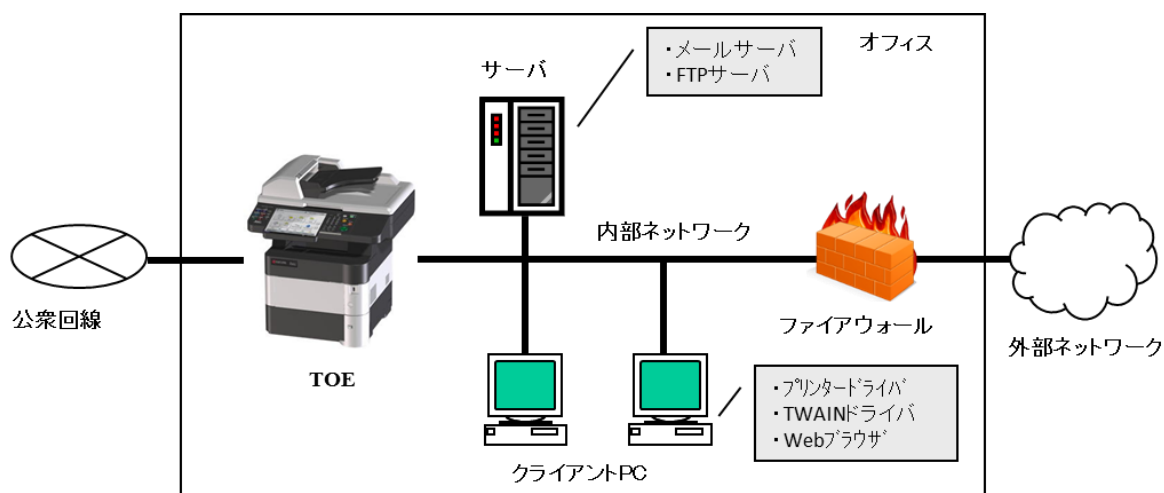 オフィス
・メールサーバ
・FTPサーバ
サーバ
内部ネットワーク
公衆回線
TOE
ファイアウォール
外部ネットワーク
・プリンタードライバ
・TWAINドライバ
・Webブラウザ
クライアントPC